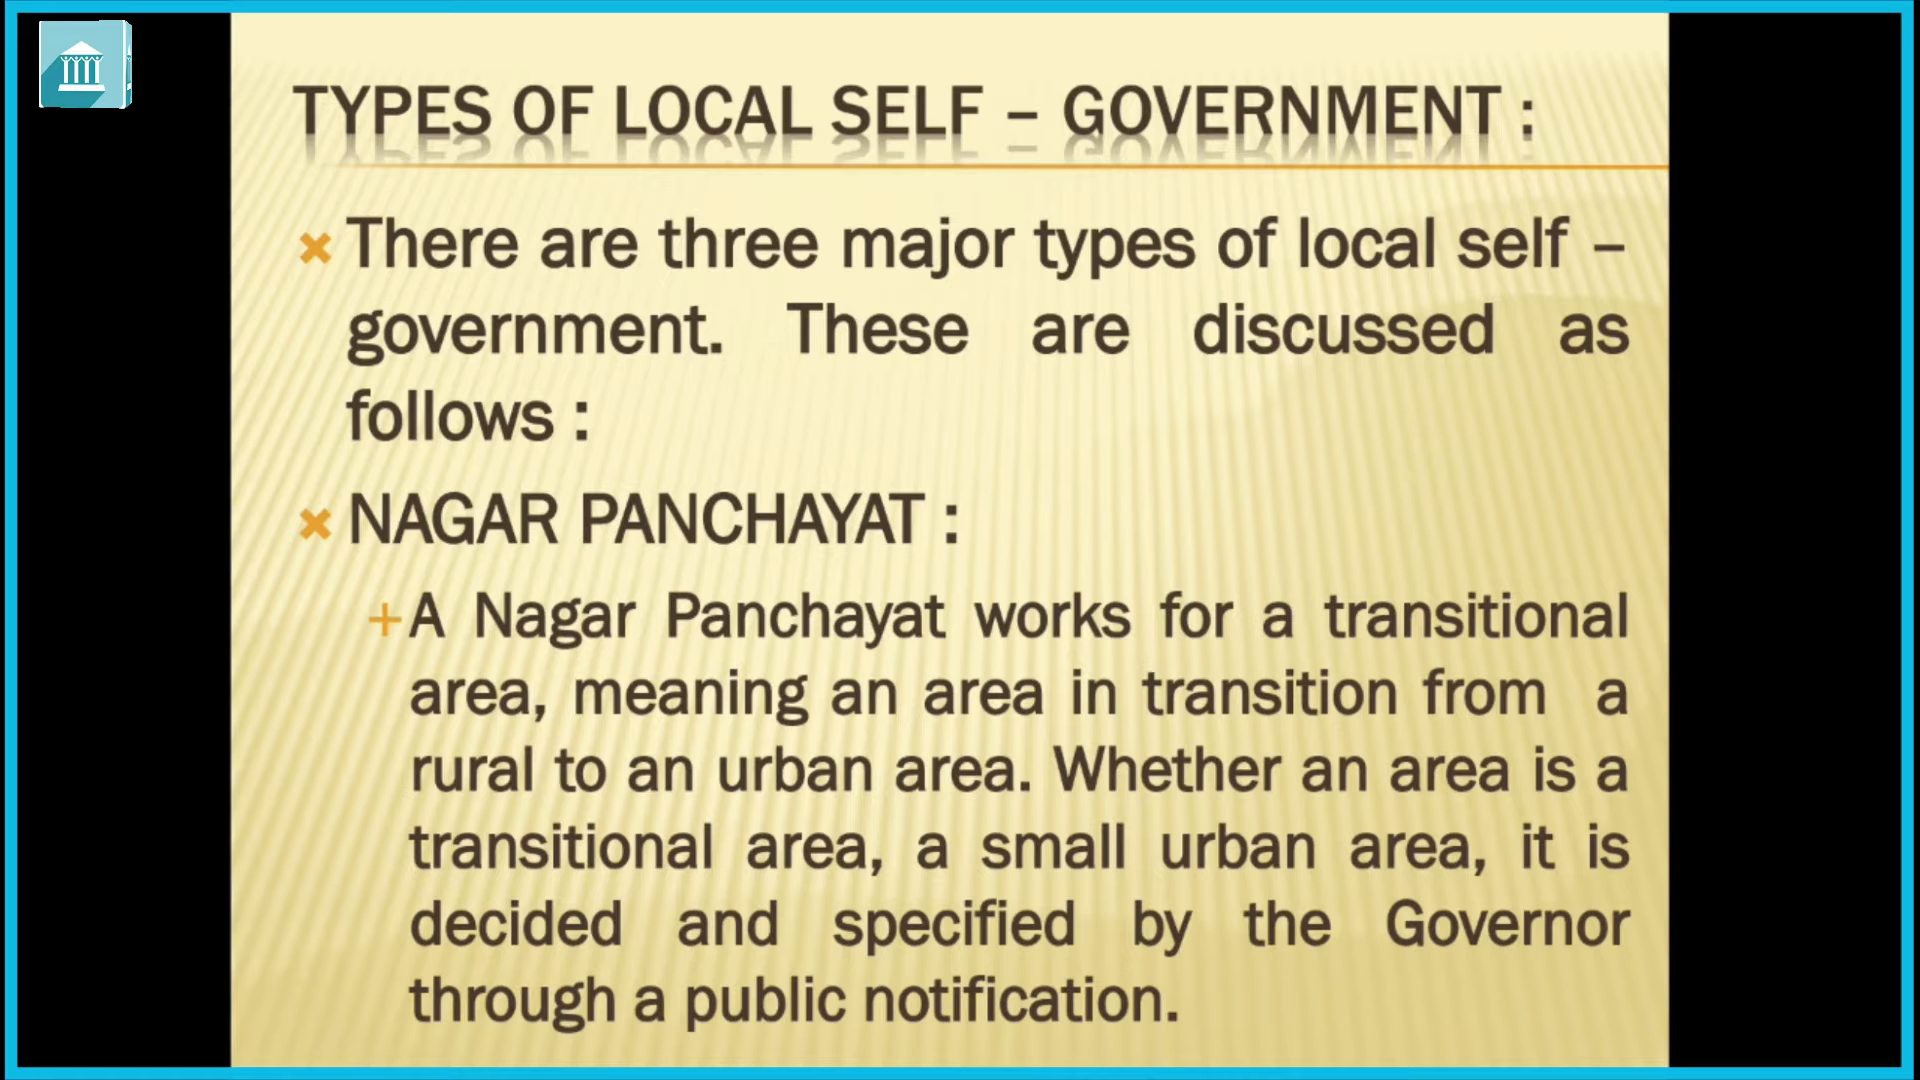 TYPES OF LOCAL SELF – GOVERNMENT :
There are three major types of local self –
government. These are discussed as
follows :
NAGAR PANCHAYAT :
A Nagar Panchayat works for a transitional
area, meaning an area in transition from a
rural to an urban area. Whether an area is a
transitional area, a small urban area, it is
decided and specified by the Governor
through a public notification.